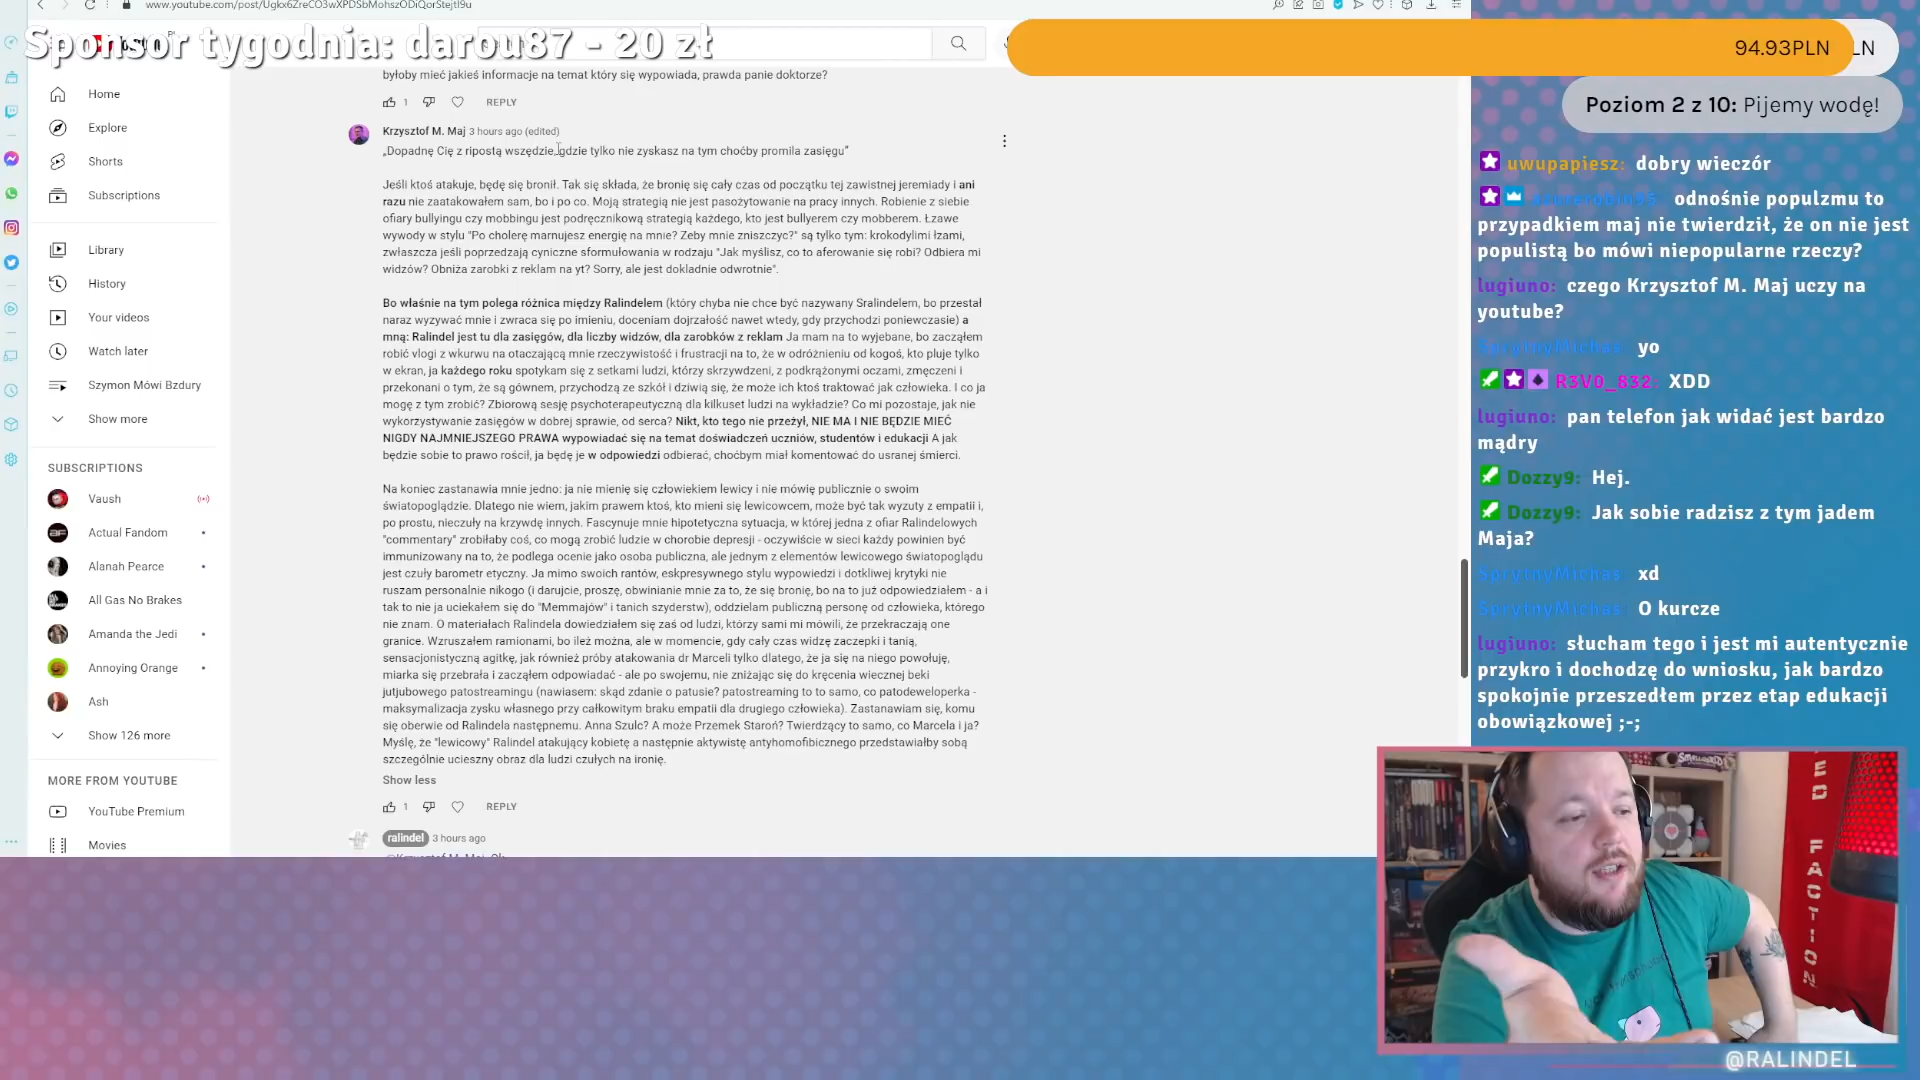 www.youtube.com/post/Ugkx6ZreCO3wXPDSbMohszODiQorStejtI9u
Sponsor tygodnia: darou87 - 20 zł
94.93PLN
LN
Poziom 2 z 10: Pijemy wodę!
Home
Explore
Shorts
Subscriptions
Library
History
Your videos
Watch later
Szymon Mówi Bzdury
Show more
SUBSCRIPTIONS
Vaush
Actual Fandom
Alanah Pearce
All Gas No Brakes
Amanda the Jedi
Annoying Orange
Ash
Show 126 more
MORE FROM YOUTUBE
YouTube Premium
Movies
byłoby mieć jakieś informacje na temat który się wypowiada, prawda panie doktorze?
1 REPLY
Krzysztof M. Maj 3 hours ago (edited)
„Dopadnę Cię z ripostą wszędzie,gdzie tylko nie zyskasz na tym choćby promila zasięgu”
Jeśli ktoś atakuje, będę się bronił. Tak się składa, że bronię się cały czas od początku tej zawistnej jeremiady i ani
razu nie zaatakowałem sam, bo i po co. Moją strategią nie jest pasożytowanie na pracy innych. Robienie z siebie
ofiary bullyingu czy mobbingu jest podręcznikową strategią każdego, kto jest bullyerem czy mobberem. Łzawe
wywody w stylu "Po cholerę marnujesz energię na mnie? Zeby mnie zniszczyc?" są tylko tym: krokodylimi łzami,
zwłaszcza jeśli poprzedzają cyniczne sformułowania w rodzaju "Jak myślisz, co to aferowanie się robi? Odbiera mi
widzów? Obniża zarobki z reklam na yt? Sorry, ale jest dokladnie odwrotnie".
Bo właśnie na tym polega różnica między Ralindelem (który chyba nie chce być nazywany Sralindelem, bo przestał
naraz wyzywać mnie i zwraca się po imieniu, doceniam dojrzałość nawet wtedy, gdy przychodzi poniewczasie) a
mną: Ralindel jest tu dla zasięgów, dla liczby widzów, dla zarobków z reklam Ja mam na to wyjebane, bo zacząłem
robić vlogi z wkurwu na otaczającą mnie rzeczywistość i frustracji na to, że w odróżnieniu od kogoś, kto pluje tylko
w ekran, ja każdego roku spotykam się z setkami ludzi, którzy skrzywdzeni, z podkrążonymi oczami, zmęczeni i
przekonani o tym, że są gównem, przychodzą ze szkół i dziwią się, że może ich ktoś traktować jak człowieka. I co ja
mogę z tym zrobić? Zbiorową sesję psychoterapeutyczną dla kilkuset ludzi na wykładzie? Co mi pozostaje, jak nie
wykorzystywanie zasięgów w dobrej sprawie, od serca? Nikt, kto tego nie przeżył, NIE MA I NIE BĘDZIE MIEĆ
NIGDY NAJMNIEJSZEGO PRAWA wypowiadać się na temat doświadczeń uczniów, studentów i edukacji A jak
będzie sobie to prawo rościł, ja będę je w odpowiedzi odbierać, choćbym miał komentować do usranej śmierci.
Na koniec zastanawia mnie jedno: ja nie mienię się człowiekiem lewicy i nie mówię publicznie o swoim
światopoglądzie. Dlatego nie wiem, jakim prawem ktoś, kto mieni się lewicowcem, może być tak wyzuty z empatii i,
po prostu, nieczuły na krzywdę innych. Fascynuje mnie hipotetyczna sytuacja, w której jedna z ofiar Ralindelowych
"commentary" zrobiłaby coś, co mogą zrobić ludzie w chorobie depresji - oczywiście w sieci każdy powinien być
immunizowany na to, że podlega ocenie jako osoba publiczna, ale jednym z elementów lewicowego światopoglądu
jest czuły barometr etyczny. Ja mimo swoich rantów, eskpresywnego stylu wypowiedzi i dotkliwej krytyki nie
ruszam personalnie nikogo (i darujcie, proszę, obwinianie mnie za to, że się bronię, bo na to już odpowiedziałem - a i
tak to nie ja uciekałem się do "Memmajów" i tanich szyderstw), oddzielam publiczną personę od człowieka, którego
nie znam. O materiałach Ralindela dowiedziałem się zaś od ludzi, którzy sami mi mówili, że przekraczają one
granice. Wzruszałem ramionami, bo ileż można, ale w momencie, gdy cały czas widzę zaczepki i tanią,
sensacjonistyczną agitkę, jak również próby atakowania dr Marceli tylko dlatego, że ja się na niego powołuję,
miarka się przebrała i zacząłem odpowiadać - ale po swojemu, nie zniżając się do kręcenia wiecznej beki
jutjubowego patostreamingu (nawiasem: skąd zdanie o patusie? patostreaming to to samo, co patodeweloperka -
maksymalizacja zysku własnego przy całkowitym braku empatii dla drugiego człowieka). Zastanawiam się, komu
się oberwie od Ralindela następnemu. Anna Szulc? A może Przemek Staroń? Twierdzący to samo, co Marcela i ja?
Myślę, że "lewicowy" Ralindel atakujący kobietę a następnie aktywistę antyhomofibicznego przedstawiałby sobą
szczególnie ucieszny obraz dla ludzi czułych na ironię.
Show less
1 REPLY
ralindel 3 hours ago
@Krzysztof M. Maj Ok
uwupapiesz: dobry wieczór
odnośnie populzmu to
przypadkiem maj nie twierdził, że on nie jest
populistą bo mówi niepopularne rzeczy?
lugiuno: czego Krzysztof M. Maj uczy na
youtube?
SprytnyMichas yo
R3V0_832: XDD
lugiuno: pan telefon jak widać jest bardzo
mądry
Dozzy9: Hej.
Dozzy9: Jak sobie radzisz z tym jadem
Maja?
SprytnyMichas xd
SprytnyMichas O kurcze
lugiuno: słucham tego i jest mi autentycznie
przykro i dochodzę do wniosku, jak bardzo
spokojnie przeszedłem przez etap edukacji
obowiązkowej ;-;
FACTION
@RALINDEL